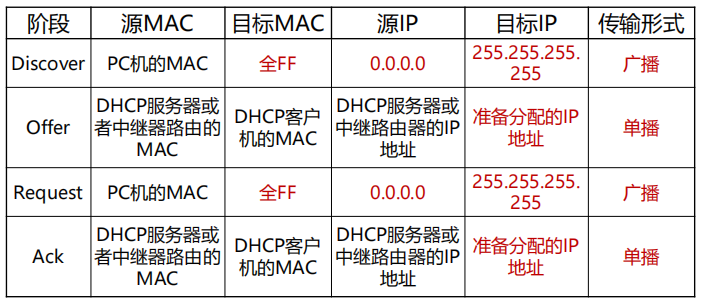 阶段 源MAC 目标MAC 源IP 目标IP 传输形式
Discover PC机的MAC 全FF 0.0.0.0 255.255.255.
255 广播
Offer DHCP服务器或
者中继器路由的
MAC DHCP客户
机的MAC DHCP服务器或
中继路由器的IP
地址 准备分配的IP
地址 单播
Request PC机的MAC 全FF 0.0.0.0 255.255.255.
255 广播
Ack DHCP服务器或
者中继器路由的
MAC DHCP客户
机的MAC DHCP服务器或
中继路由器的IP
地址 准备分配的IP
地址 单播